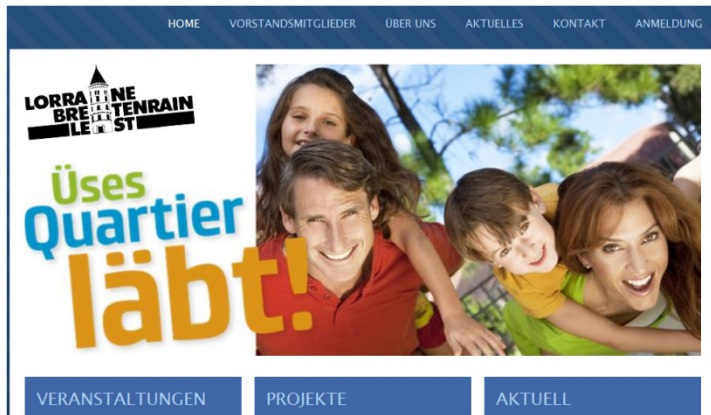 HOME VORSTANDSMITGLIEDER ÜBER UNS AKTUELLES KONTAKT ANMELDUNG
LORRAINE
BREITENRAIN
LEIST
Üses
Quartier
läbt!
VERANSTALTUNGEN PROJEKTE AKTUELL